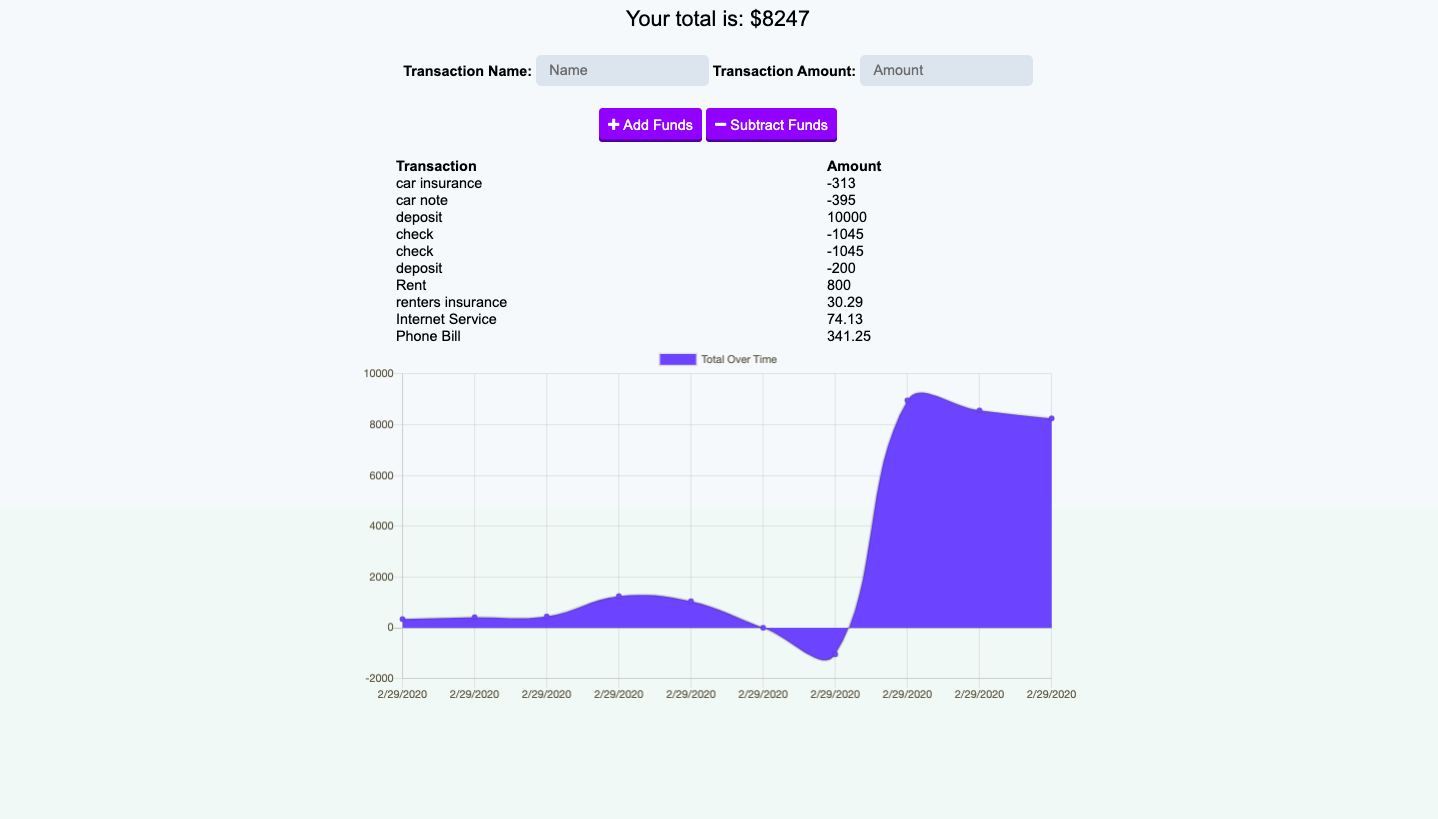 Your total is: $8247
Transaction Name: Name Transaction Amount: Amount
Add Funds Subtract Funds
Transaction Amount
car insurance -313
car note -395
deposit 10000
check -1045
check -1045
deposit -200
Rent 800
renters insurance 30.29
Internet Service 74.13
Phone Bill 341.25
Total Over Time
10000
8000
6000
4000
2000
0
-2000
2/29/2020 2/29/2020 2/29/2020 2/29/2020 2/29/2020 2/29/2020 2/29/2020 2/29/2020 2/29/2020 2/29/2020